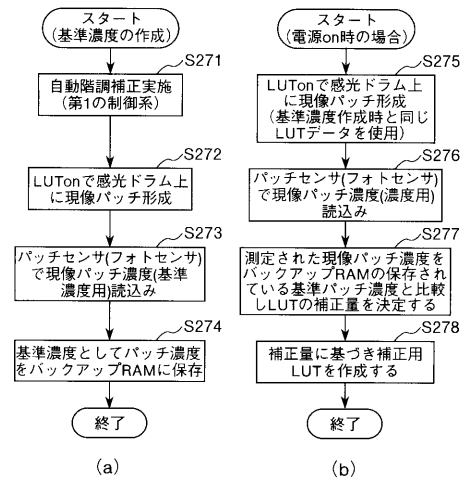 スタート
(基準濃度の作成)
S271
自動階調補正実施
(第1の制御系)
S272
LUTonで感光ドラム上
に現像パッチ形成
S273
パッチセンサ(フォトセンサ)
で現像パッチ濃度(基準
濃度用)読込み
S274
基準濃度としてパッチ濃度
をバックアップRAMに保存
終了
(a)
スタート
(電源on時の場合)
S275
LUTonで感光ドラム上
に現像パッチ形成
(基準濃度作成時と同じ
LUTデータを使用)
S276
パッチセンサ(フォトセンサ)
で現像パッチ濃度(濃度用)
読込み
S277
測定された現像パッチ濃度を
バックアップRAMの保存され
ている基準パッチ濃度と比較
しLUTの補正量を決定する
S278
補正量に基づき補正用
LUTを作成する
終了
(b)